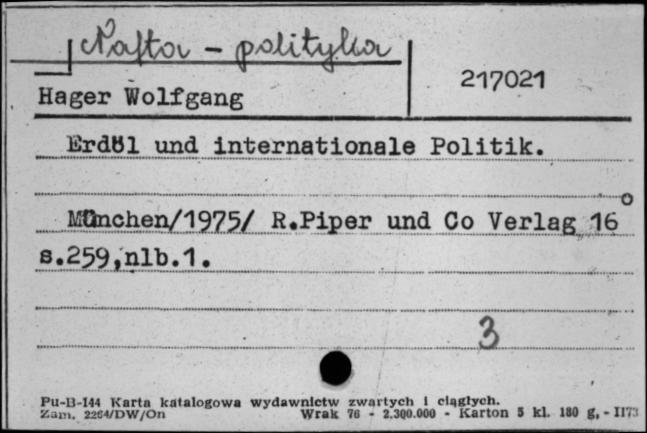 Nafta - polityka
217021
Hager Wolfgang
Erdöl und internationale Politik.
München/1975/ R.Piper und Co Verlag 16°
s.259,nlb.1.
3
Pu-B-144 Karta katalogowa wydawnictw zwartych i ciągłych.
Zam. 2264/DW/On Wrak 76 - 2.300.000 - Karton 5 kl. 180 g, - II73